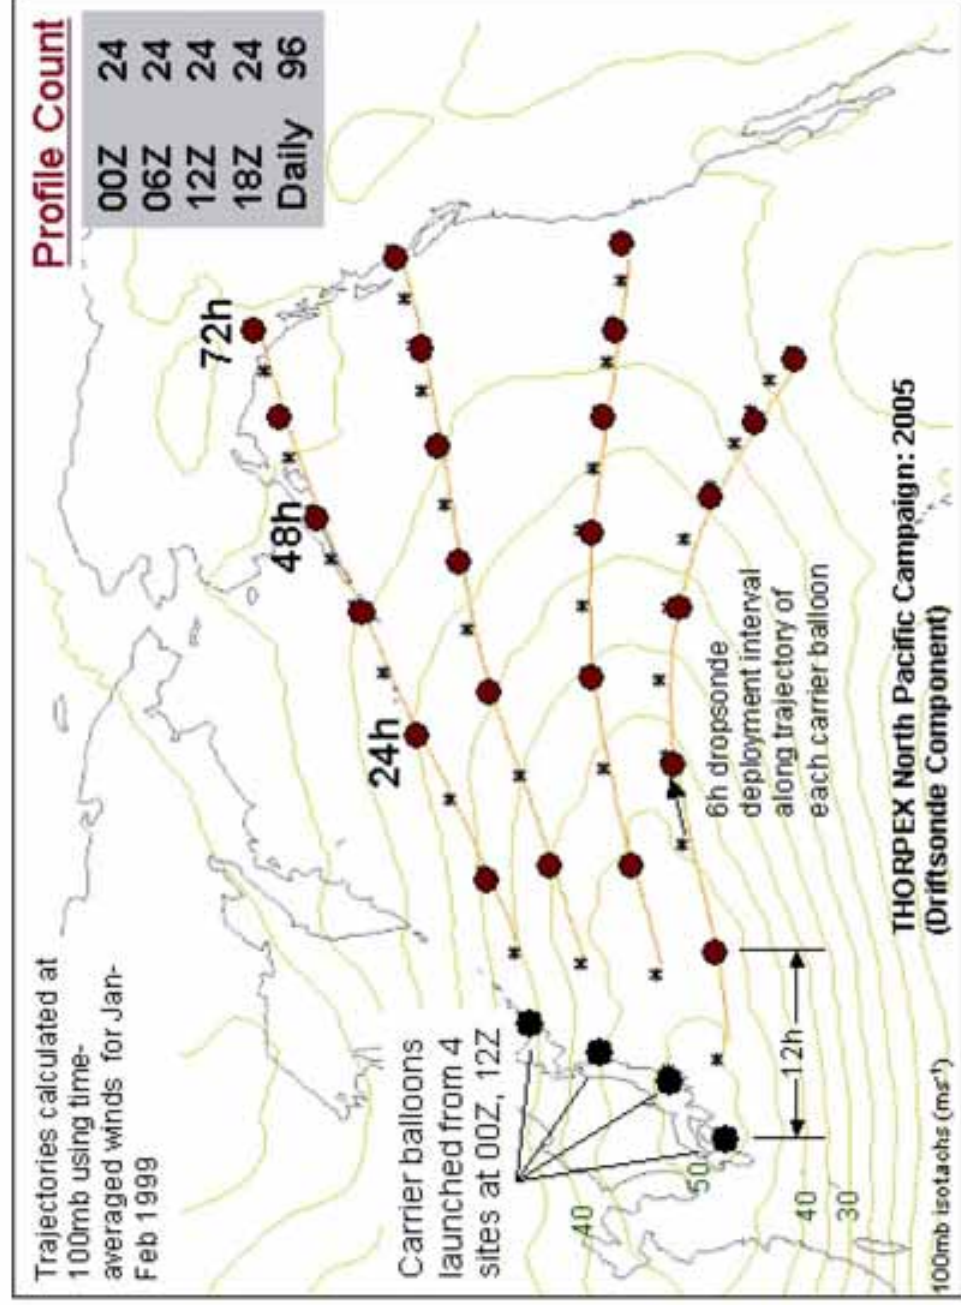 Trajectories calculated at
100mb using time-
averaged winds for Jan-
Feb 1999
Profile Count
00Z 24
06Z 24
12Z 24
18Z 24
Daily 96
72h
48h
24h
Carrier balloons
launched from 4
sites at 00Z, 12Z
6h dropsonde
deployment interval
along trajectory of
each carrier balloon
12h
40
50
40
30
THORPEX North Pacific Campaign: 2005
(Driftsonde Component)
100mb isotachs (ms⁻¹)